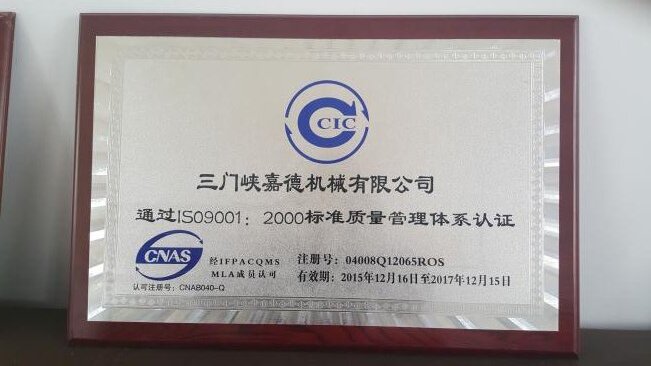 CIC
三门峡嘉德机械有限公司
通过ISO9001：2000标准质量管理体系认证
CNAS
经IFPACQMS
MLA成员认可
认可注册号：CNAB040-Q
注册号：04008Q12065ROS
有效期：2015年12月16日至2017年12月15日